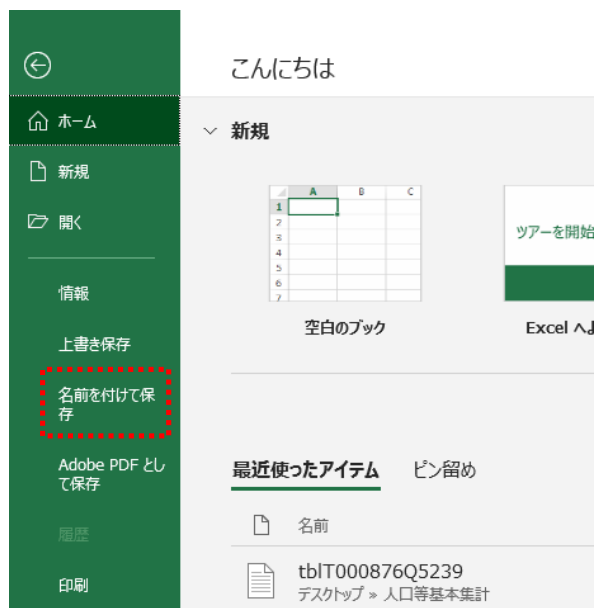 こんにちは
ホーム
新規
開く
情報
上書き保存
名前を付けて保
存
Adobe PDF とし
て保存
履歴
印刷
新規
A B C
1
2
3
4
5
6
7
空白のブック
ツアーを開始
Excel へよ
最近使ったアイテム ピン留め
名前
tblT000876Q5239
デスクトップ » 人口等基本集計